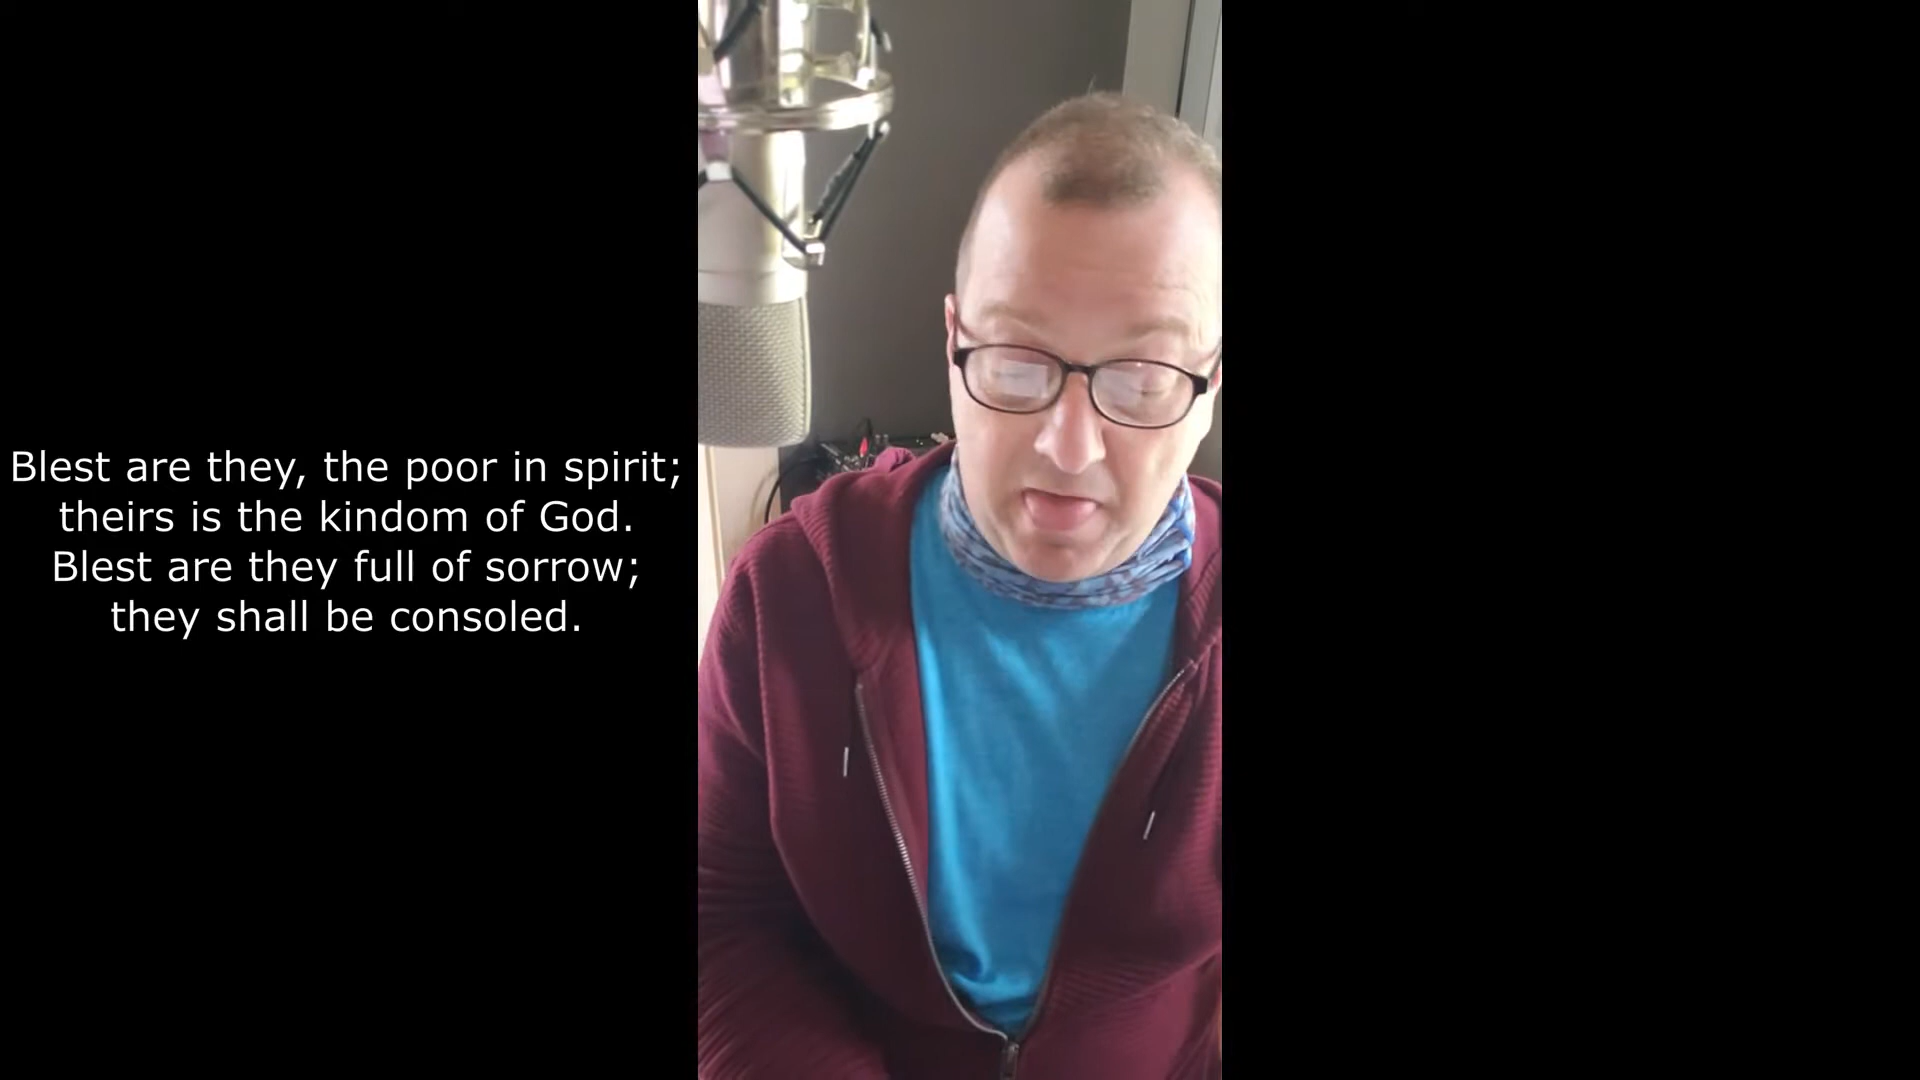 Blest are they, the poor in spirit;
theirs is the kindom of God.
Blest are they full of sorrow;
they shall be consoled.